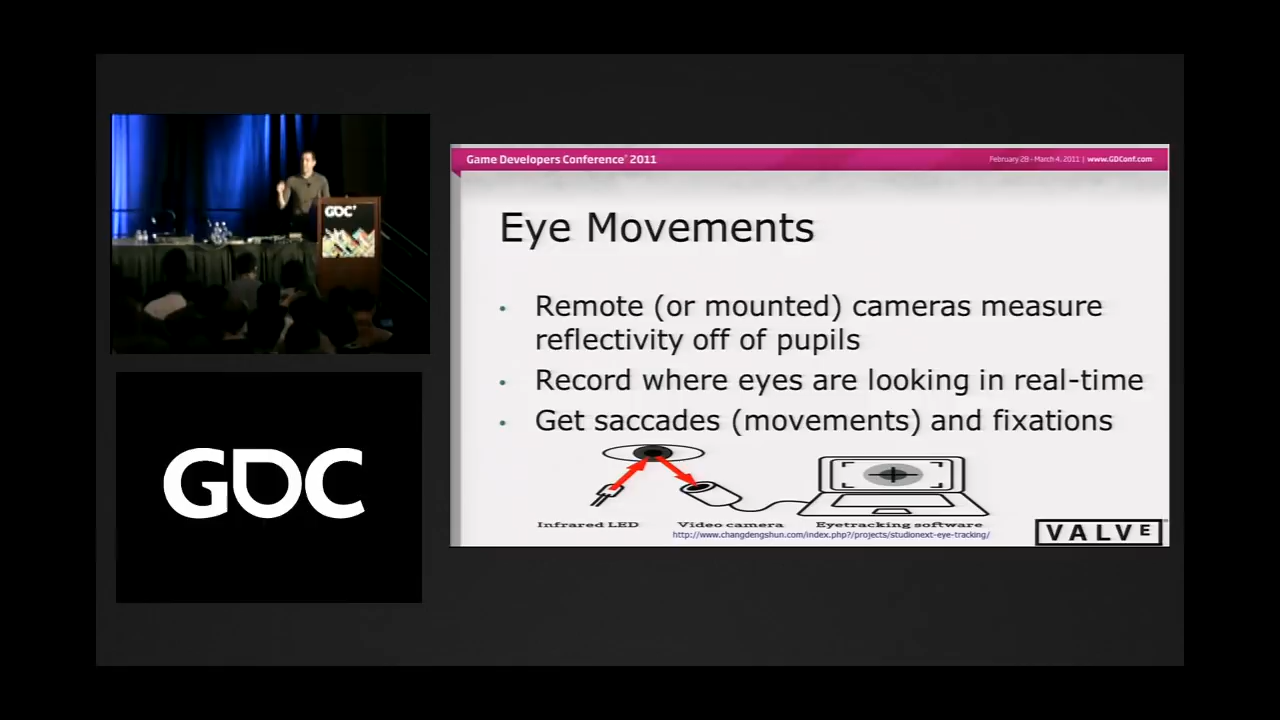 GDC
GDC
Game Developers Conference® 2011
February 28 - March 4, 2011 | www.GDConf.com
Eye Movements
• Remote (or mounted) cameras measure
reflectivity off of pupils
• Record where eyes are looking in real-time
• Get saccades (movements) and fixations
Infrared LED
Video camera
Eyetracking software
http://www.changdengshun.com/index.php?/projects/studionext-eye-tracking/
VALVE